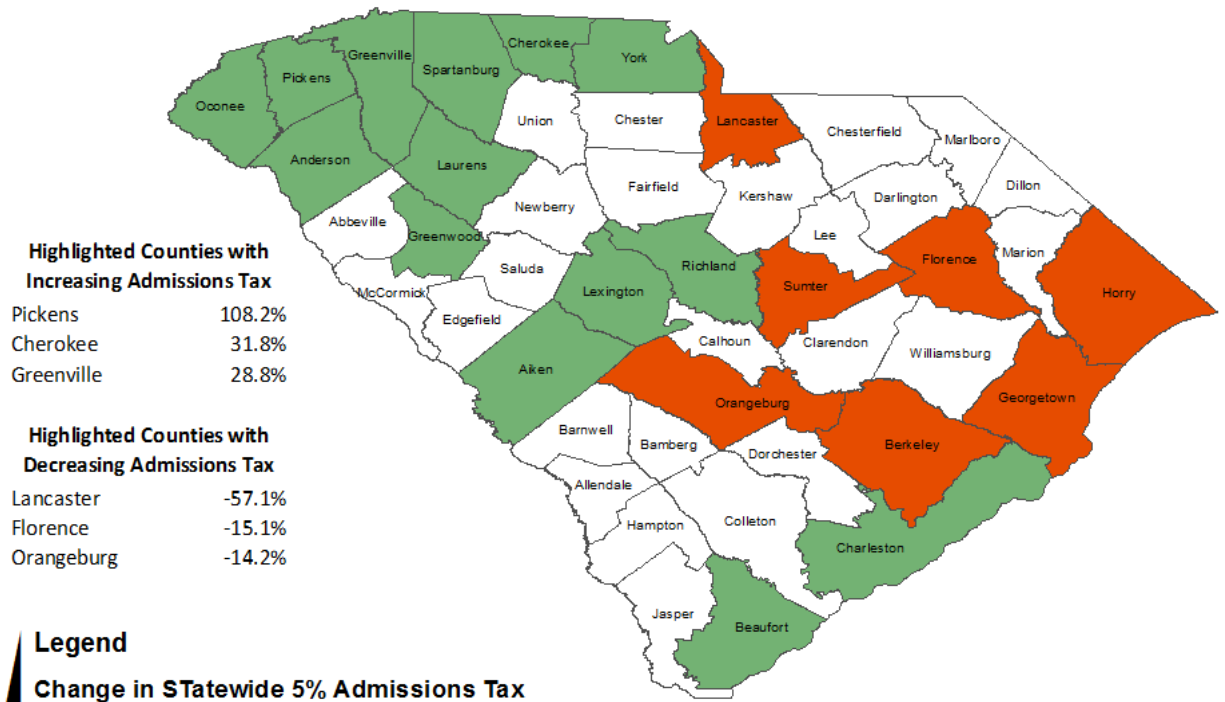 Cherokee
York
Greenville
Spartanburg
Pickens
Oconee
Union
Chester
Lancaster
Chesterfield
Marlboro
Anderson
Laurens
Fairfield
Kershaw
Darlington
Dillon
Abbeville
Newberry
Greenwood
Lee
Marion
Saluda
Richland
Florence
McCormick
Lexington
Sumter
Horry
Edgefield
Calhoun
Clarendon
Williamsburg
Aiken
Orangeburg
Georgetown
Barnwell
Bamberg
Berkeley
Dorchester
Allendale
Hampton
Colleton
Charleston
Jasper
Beaufort
Highlighted Counties with
Increasing Admissions Tax
Pickens 108.2%
Cherokee 31.8%
Greenville 28.8%
Highlighted Counties with
Decreasing Admissions Tax
Lancaster -57.1%
Florence -15.1%
Orangeburg -14.2%
Legend
Change in STatewide 5% Admissions Tax